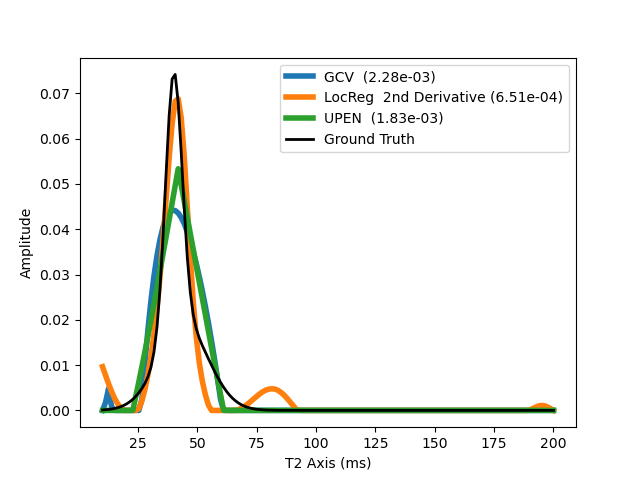 GCV  (2.28e-03)
LocReg  2nd Derivative (6.51e-04)
UPEN  (1.83e-03)
Ground Truth
Amplitude
0.07
0.06
0.05
0.04
0.03
0.02
0.01
0.00
25 50 75 100 125 150 175 200
T2 Axis (ms)